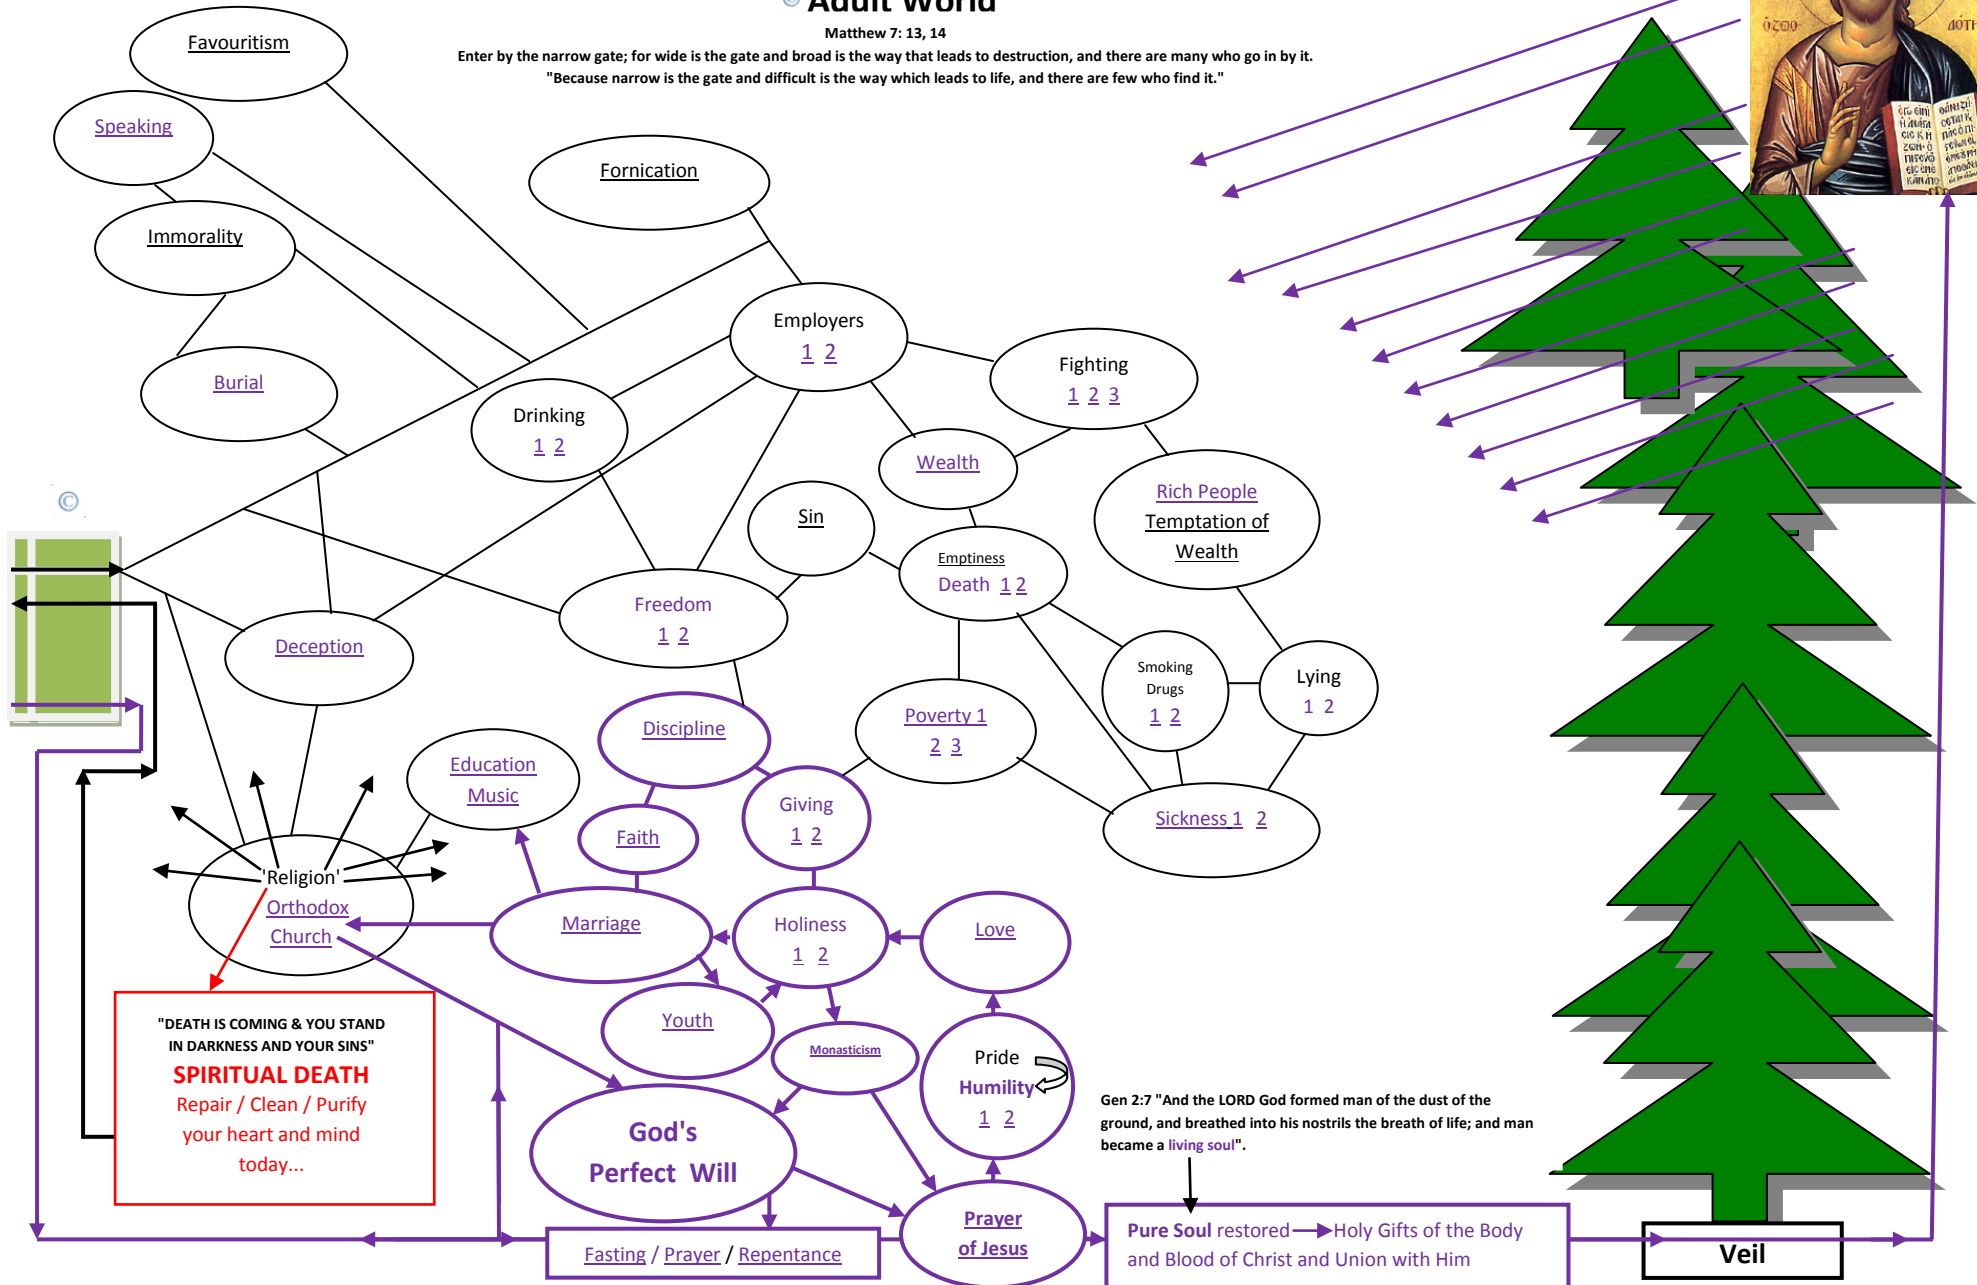 © Adult World
Matthew 7: 13, 14
Enter by the narrow gate; for wide is the gate and broad is the way that leads to destruction, and there are many who go in by it.
"Because narrow is the gate and difficult is the way which leads to life, and there are few who find it."
Favouritism
Speaking
Fornication
Immorality
Employers
1 2
Fighting
1 2 3
Burial
Drinking
1 2
Wealth
Rich People
Temptation of
Wealth
©
Sin
Emptiness
Death 1 2
Freedom
1 2
Deception
Smoking
Drugs
1 2
Lying
1 2
Discipline
Poverty 1
2 3
Education
Music
Giving
1 2
Sickness 1 2
Faith
'Religion'
Orthodox
Church
Marriage
Holiness
1 2
Love
Youth
Monasticism
Pride
Humility
1 2
"DEATH IS COMING & YOU STAND
IN DARKNESS AND YOUR SINS"
SPIRITUAL DEATH
Repair / Clean / Purify
your heart and mind
today...
God's
Perfect Will
Gen 2:7 "And the LORD God formed man of the dust of the
ground, and breathed into his nostrils the breath of life; and man
became a living soul".
Prayer
of Jesus
Fasting / Prayer / Repentance
Pure Soul restored Holy Gifts of the Body
and Blood of Christ and Union with Him
Veil